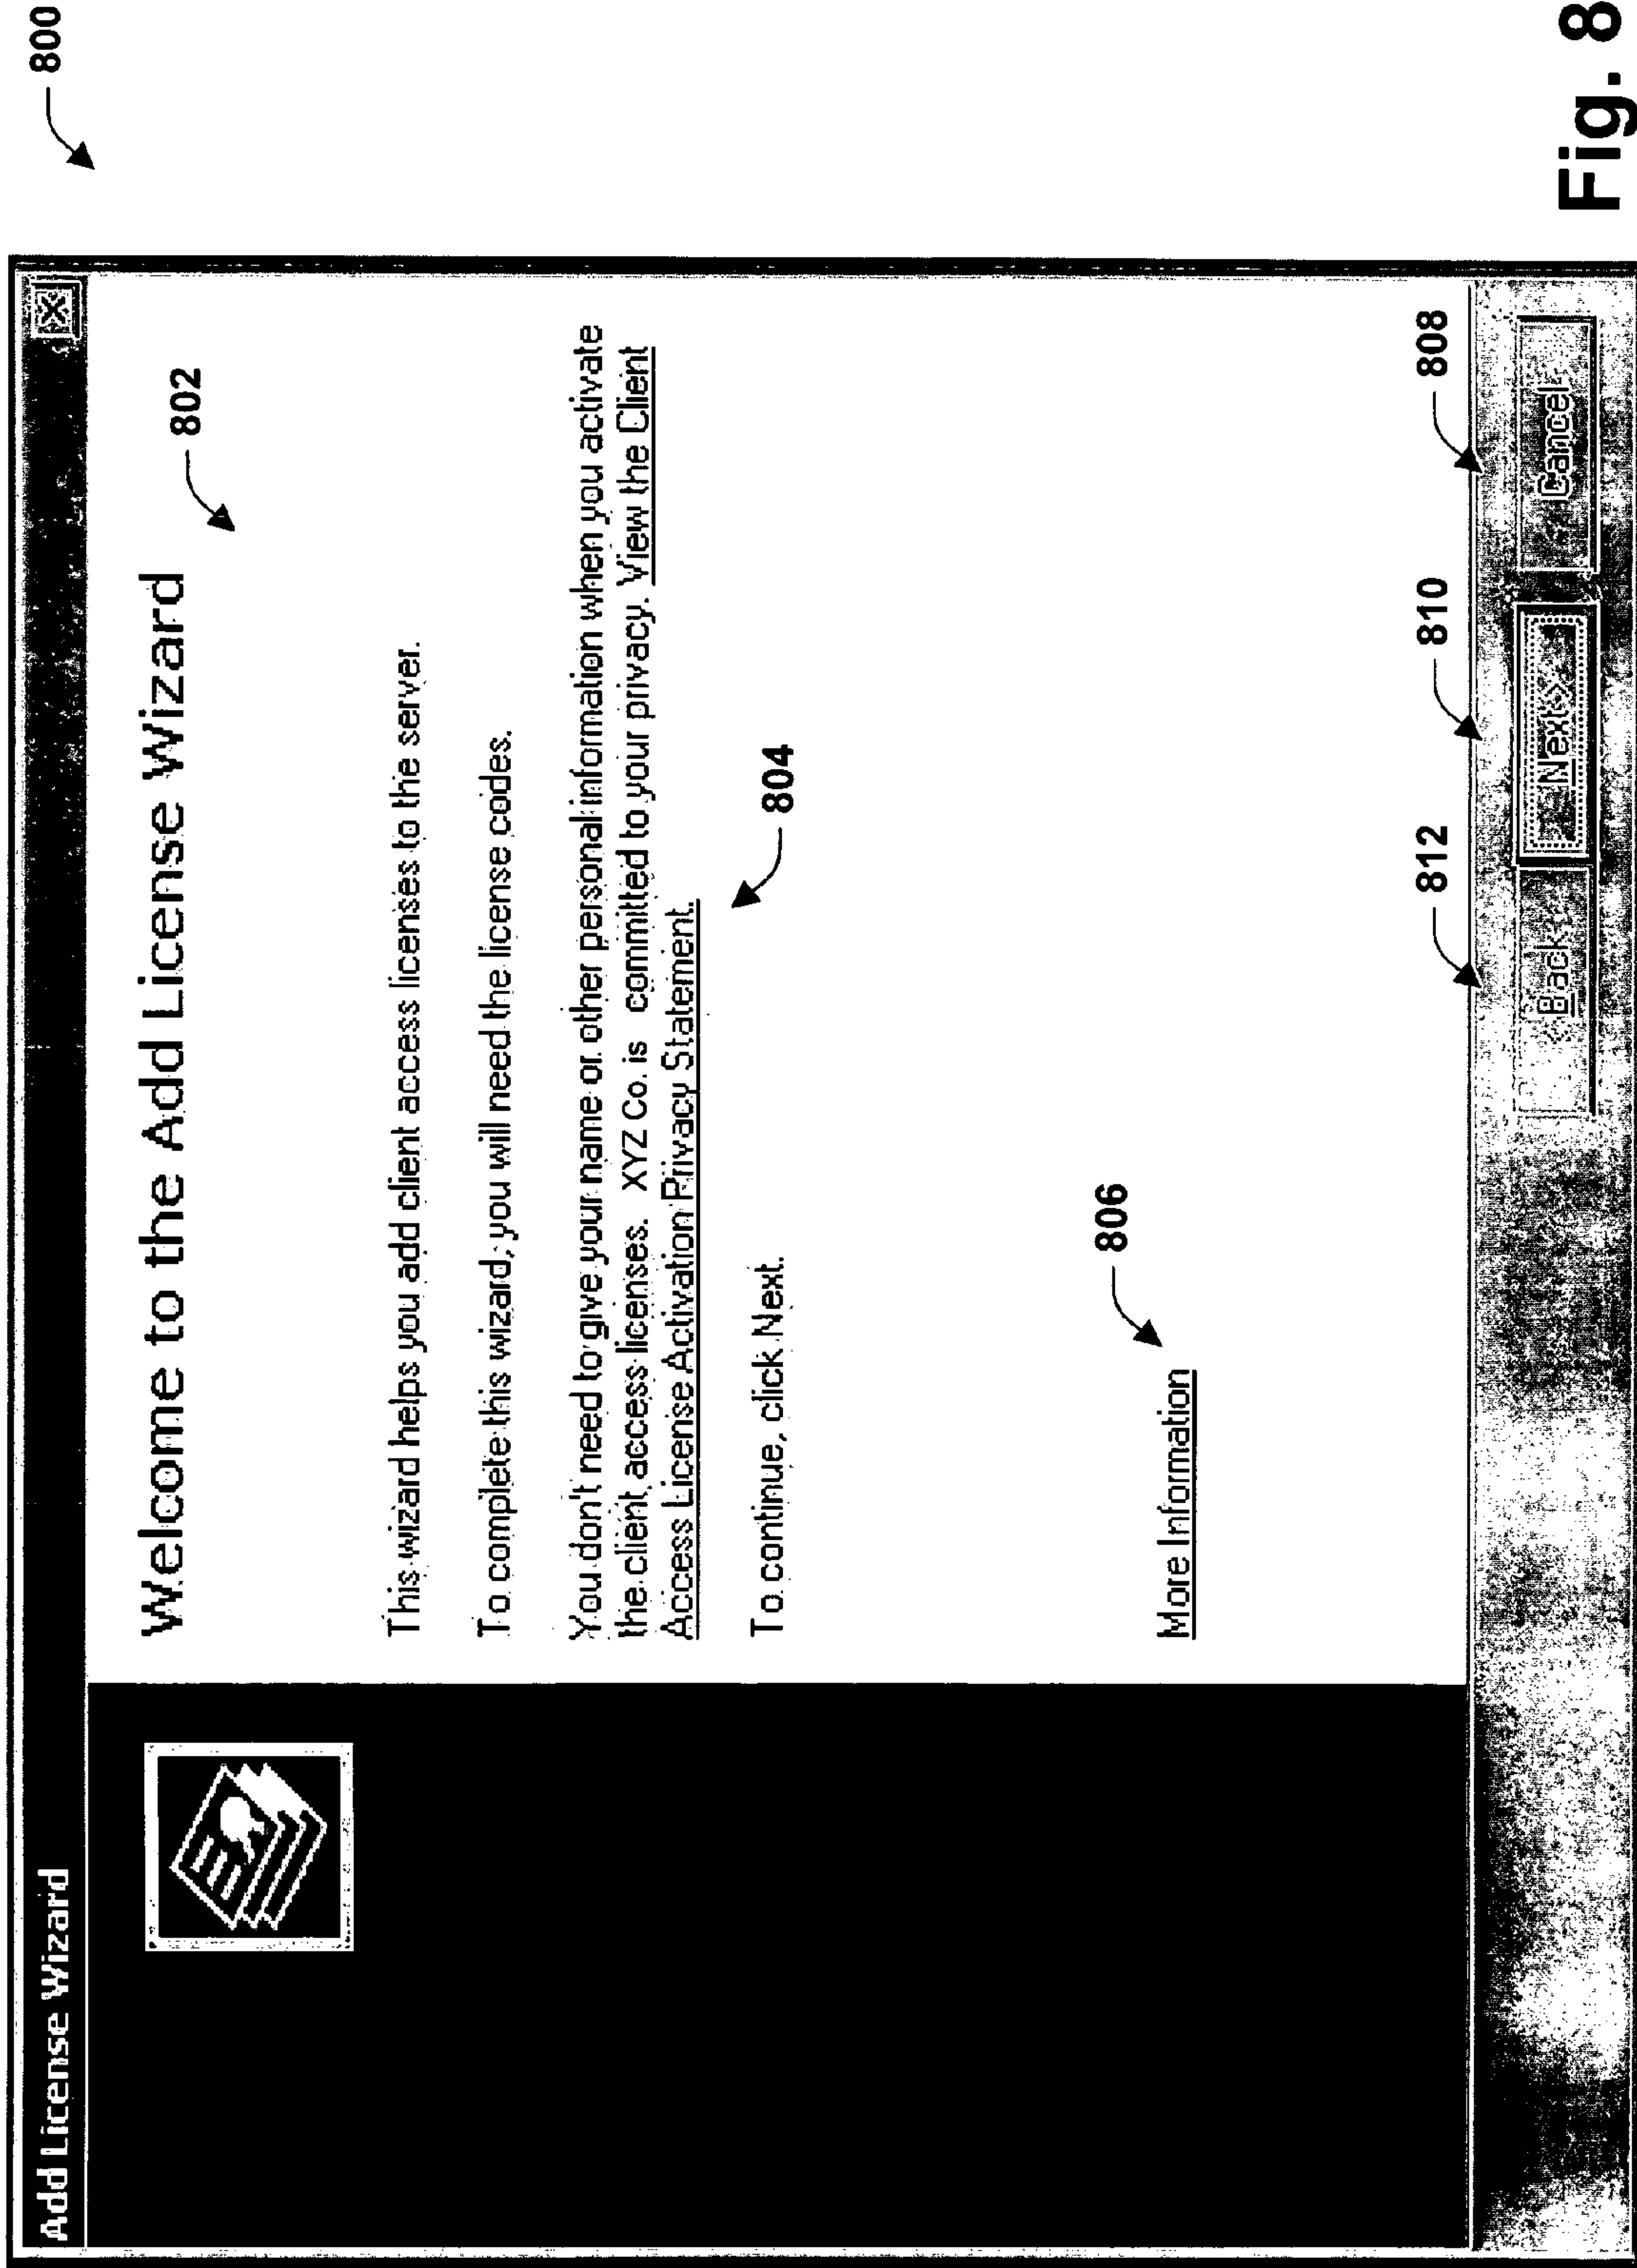 800
Add License Wizard
Welcome to the Add License Wizard
802
This wizard helps you add client access licenses to the server.
To complete this wizard, you will need the license codes.
You don't need to give your name or other personal information when you activate
the client access licenses. XYZ Co. is committed to your privacy. View the Client
Access License Activation Privacy Statement.
804
To continue, click Next.
806
More Information
812
810
808
Back
Next >
Cancel
Fig. 8